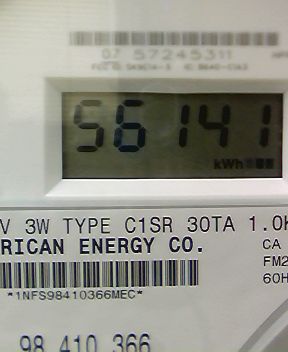 07 57245311
56141
kWh
V 3W TYPE C1SR 30TA 1.0K
RICAN ENERGY CO.
CA
FM2
60H
*1NFS98410366MEC*
98 410 366